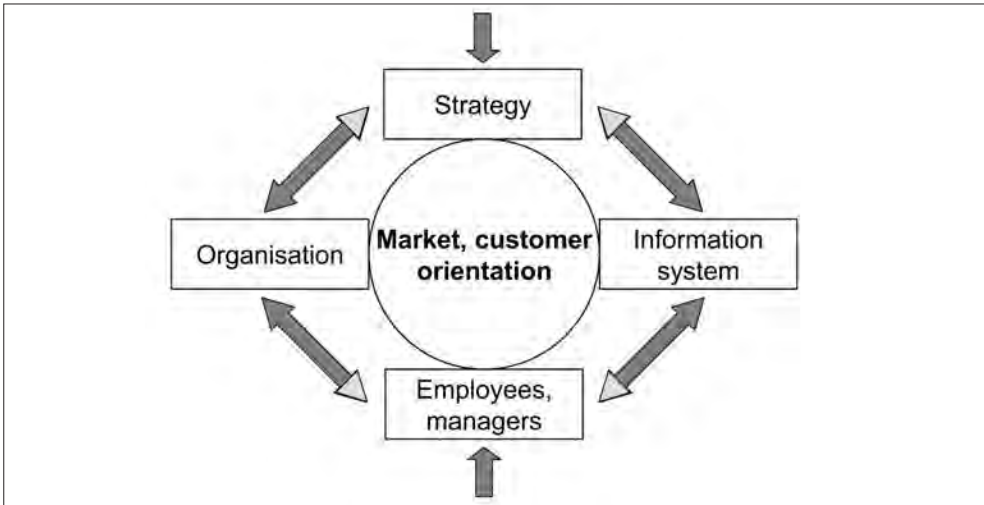 Strategy
Organisation
Market, customer
orientation
Information
system
Employees,
managers